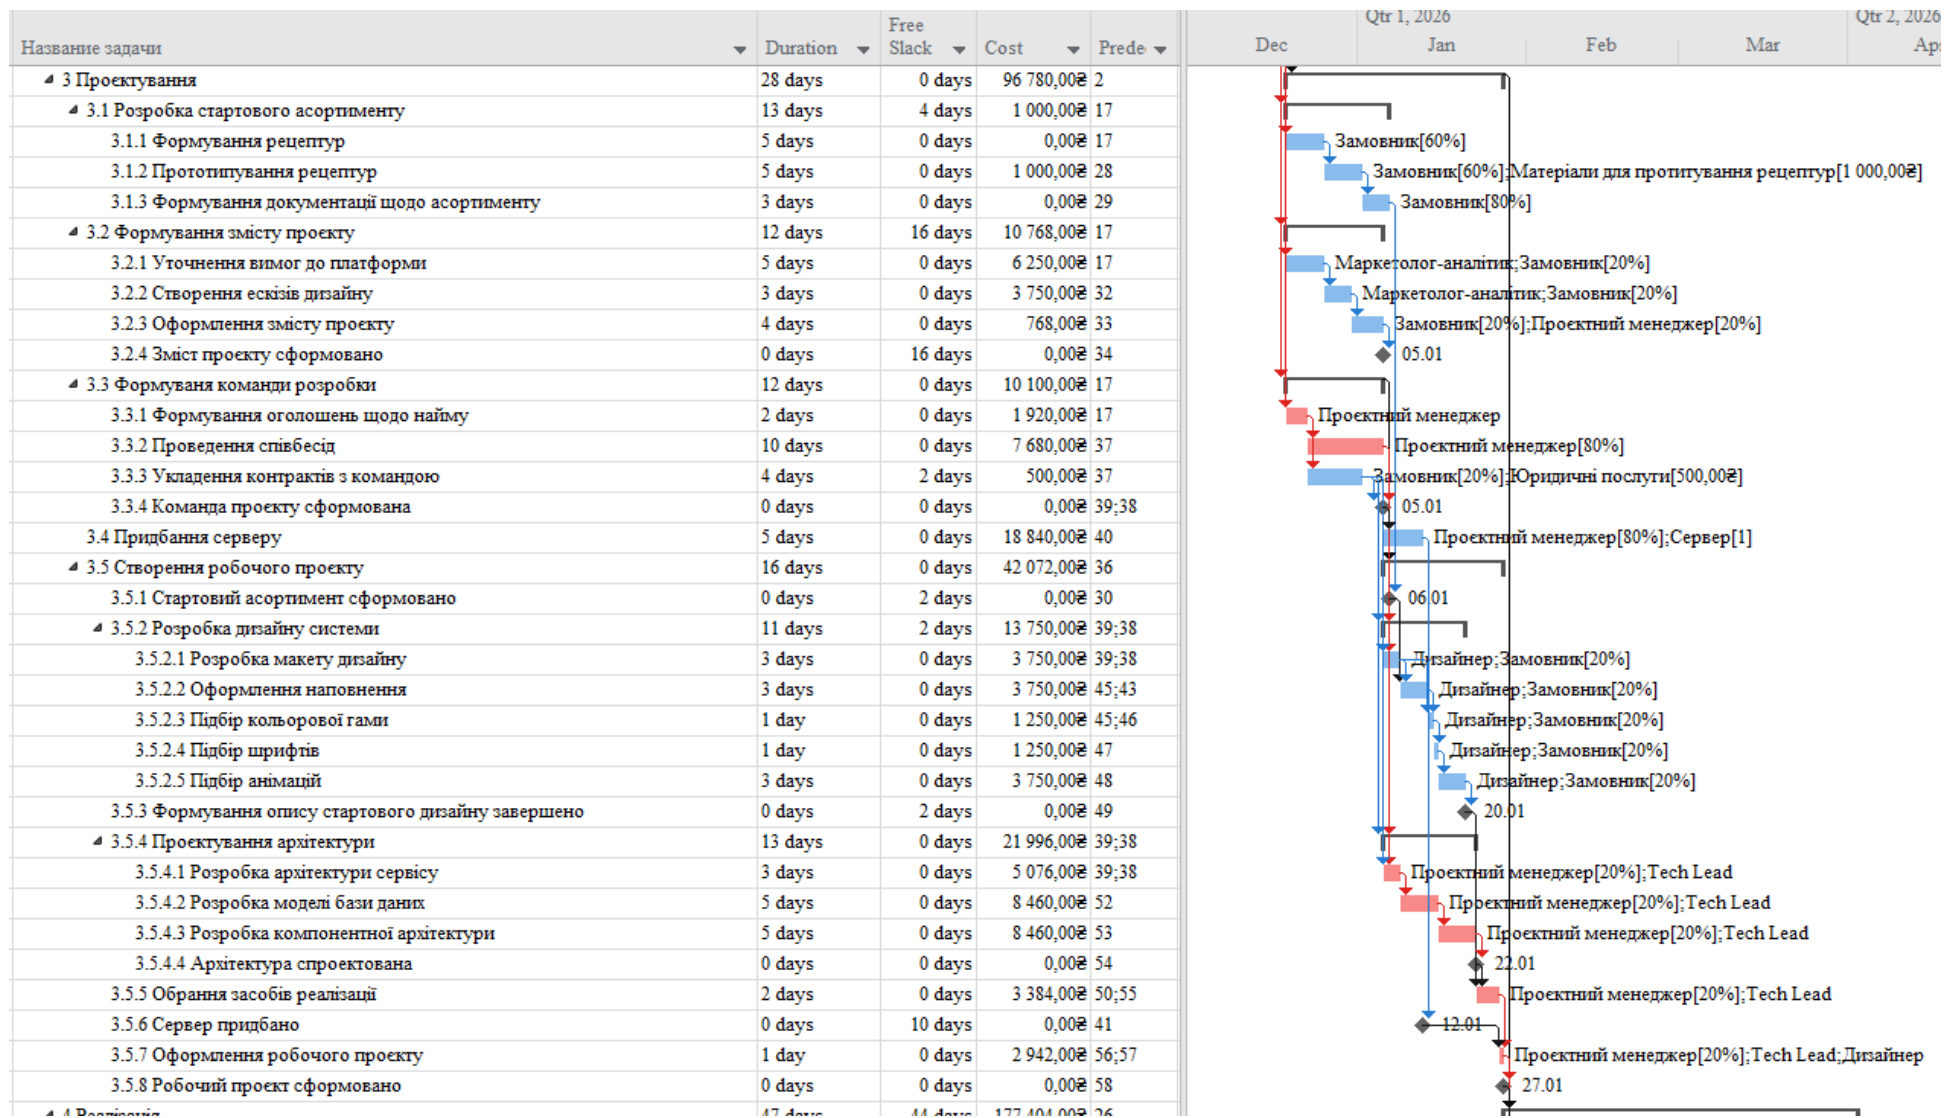 Qtr 1, 2026 Qtr 2, 2026
Название задачи Duration Free Slack Cost Prede Dec Jan Feb Mar Ap
3 Проєктування 28 days 0 days 96 780,00₴ 2
3.1 Розробка стартового асортименту 13 days 4 days 1 000,00₴ 17
3.1.1 Формування рецептур 5 days 0 days 0,00₴ 17 Замовник[60%]
3.1.2 Прототипування рецептур 5 days 0 days 1 000,00₴ 28 Замовник[60%];Матеріали для протитування рецептур[1 000,00₴]
3.1.3 Формування документації щодо асортименту 3 days 0 days 0,00₴ 29 Замовник[80%]
3.2 Формування змісту проєкту 12 days 16 days 10 768,00₴ 17
3.2.1 Уточнення вимог до платформи 5 days 0 days 6 250,00₴ 17 Маркетолог-аналітик;Замовник[20%]
3.2.2 Створення ескізів дизайну 3 days 0 days 3 750,00₴ 32 Маркетолог-аналітик;Замовник[20%]
3.2.3 Оформлення змісту проєкту 4 days 0 days 768,00₴ 33 Замовник[20%];Проєктний менеджер[20%]
3.2.4 Зміст проєкту сформовано 0 days 16 days 0,00₴ 34 05.01
3.3 Формуваня команди розробки 12 days 0 days 10 100,00₴ 17
3.3.1 Формування оголошень щодо найму 2 days 0 days 1 920,00₴ 17 Проєктний менеджер
3.3.2 Проведення співбесід 10 days 0 days 7 680,00₴ 37 Проєктний менеджер[80%]
3.3.3 Укладення контрактів з командою 4 days 2 days 500,00₴ 37 Замовник[20%];Юридичні послуги[500,00₴]
3.3.4 Команда проєкту сформована 0 days 0 days 0,00₴ 39;38 05.01
3.4 Придбання серверу 5 days 0 days 18 840,00₴ 40 Проєктний менеджер[80%];Сервер[1]
3.5 Створення робочого проєкту 16 days 0 days 42 072,00₴ 36
3.5.1 Стартовий асортимент сформовано 0 days 2 days 0,00₴ 30 06.01
3.5.2 Розробка дизайну системи 11 days 2 days 13 750,00₴ 39;38
3.5.2.1 Розробка макету дизайну 3 days 0 days 3 750,00₴ 39;38 Дизайнер;Замовник[20%]
3.5.2.2 Оформлення наповнення 3 days 0 days 3 750,00₴ 45;43 Дизайнер;Замовник[20%]
3.5.2.3 Підбір кольорової гами 1 day 0 days 1 250,00₴ 45;46 Дизайнер;Замовник[20%]
3.5.2.4 Підбір шрифтів 1 day 0 days 1 250,00₴ 47 Дизайнер;Замовник[20%]
3.5.2.5 Підбір анімацій 3 days 0 days 3 750,00₴ 48 Дизайнер;Замовник[20%]
3.5.3 Формування опису стартового дизайну завершено 0 days 2 days 0,00₴ 49 20.01
3.5.4 Проєктування архітектури 13 days 0 days 21 996,00₴ 39;38
3.5.4.1 Розробка архітектури сервісу 3 days 0 days 5 076,00₴ 39;38 Проєктний менеджер[20%];Tech Lead
3.5.4.2 Розробка моделі бази даних 5 days 0 days 8 460,00₴ 52 Проєктний менеджер[20%];Tech Lead
3.5.4.3 Розробка компонентної архітектури 5 days 0 days 8 460,00₴ 53 Проєктний менеджер[20%];Tech Lead
3.5.4.4 Архітектура спроектована 0 days 0 days 0,00₴ 54 22.01
3.5.5 Обрання засобів реалізації 2 days 0 days 3 384,00₴ 50;55 Проєктний менеджер[20%];Tech Lead
3.5.6 Сервер придбано 0 days 10 days 0,00₴ 41 12.01
3.5.7 Оформлення робочого проєкту 1 day 0 days 2 942,00₴ 56;57 Проєктний менеджер[20%];Tech Lead;Дизайнер
3.5.8 Робочий проєкт сформовано 0 days 0 days 0,00₴ 58 27.01
4 Реалізація 47 days 44 days 177 404,00₴ 26